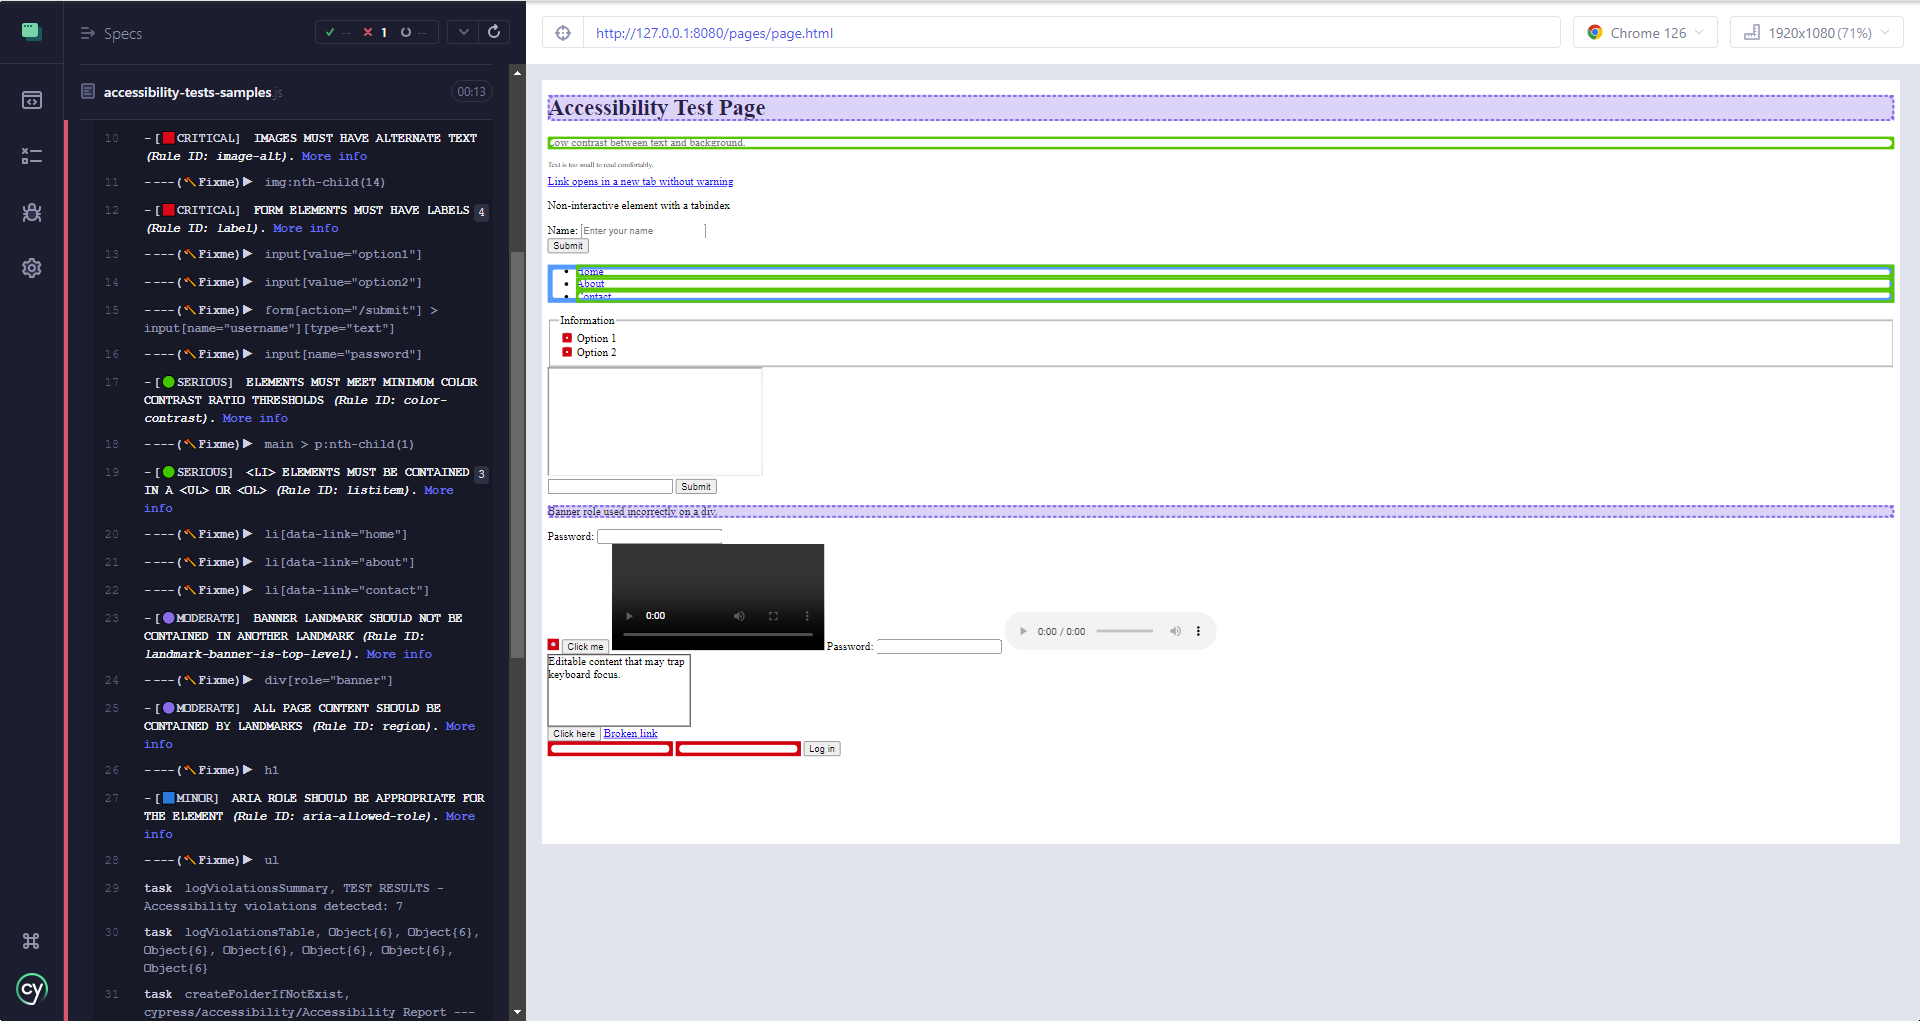 Specs
-- 1 --
accessibility-tests-samples.js 00:13
10 -[CRITICAL] IMAGES MUST HAVE ALTERNATE TEXT
(Rule ID: image-alt). More info
11 ----(Fixme)▶ img:nth-child(14)
12 -[CRITICAL] FORM ELEMENTS MUST HAVE LABELS 4
(Rule ID: label). More info
13 ----(Fixme)▶ input[value="option1"]
14 ----(Fixme)▶ input[value="option2"]
15 ----(Fixme)▶ form[action="/submit"] >
input[name="username"][type="text"]
16 ----(Fixme)▶ input[name="password"]
17 -[SERIOUS] ELEMENTS MUST MEET MINIMUM COLOR
CONTRAST RATIO THRESHOLDS (Rule ID: color-
contrast). More info
18 ----(Fixme)▶ main > p:nth-child(1)
19 -[SERIOUS] <LI> ELEMENTS MUST BE CONTAINED 3
IN A <UL> OR <OL> (Rule ID: listitem). More
info
20 ----(Fixme)▶ li[data-link="home"]
21 ----(Fixme)▶ li[data-link="about"]
22 ----(Fixme)▶ li[data-link="contact"]
23 -[MODERATE] BANNER LANDMARK SHOULD NOT BE
CONTAINED IN ANOTHER LANDMARK (Rule ID:
landmark-banner-is-top-level). More info
24 ----(Fixme)▶ div[role="banner"]
25 -[MODERATE] ALL PAGE CONTENT SHOULD BE
CONTAINED BY LANDMARKS (Rule ID: region). More
info
26 ----(Fixme)▶ h1
27 -[MINOR] ARIA ROLE SHOULD BE APPROPRIATE FOR
THE ELEMENT (Rule ID: aria-allowed-role). More
info
28 ----(Fixme)▶ ul
29 task logViolationsSummary, TEST RESULTS -
Accessibility violations detected: 7
30 task logViolationsTable, Object{6}, Object{6},
Object{6}, Object{6}, Object{6}, Object{6},
Object{6}
31 task createFolderIfNotExist,
cypress/accessibility/Accessibility Report ---
cy
http://127.0.0.1:8080/pages/page.html
Chrome 126
1920x1080 (71%)
Accessibility Test Page
Low contrast between text and background.
Text is too small to read comfortably.
Link opens in a new tab without warning
Non-interactive element with a tabindex
Name: Enter your name
Submit
Home
About
Contact
Information
Option 1
Option 2
Submit
Banner role used incorrectly on a div.
Password:
0:00
Click me
Password:
0:00 / 0:00
Editable content that may trap
keyboard focus.
Click here Broken link
Log in